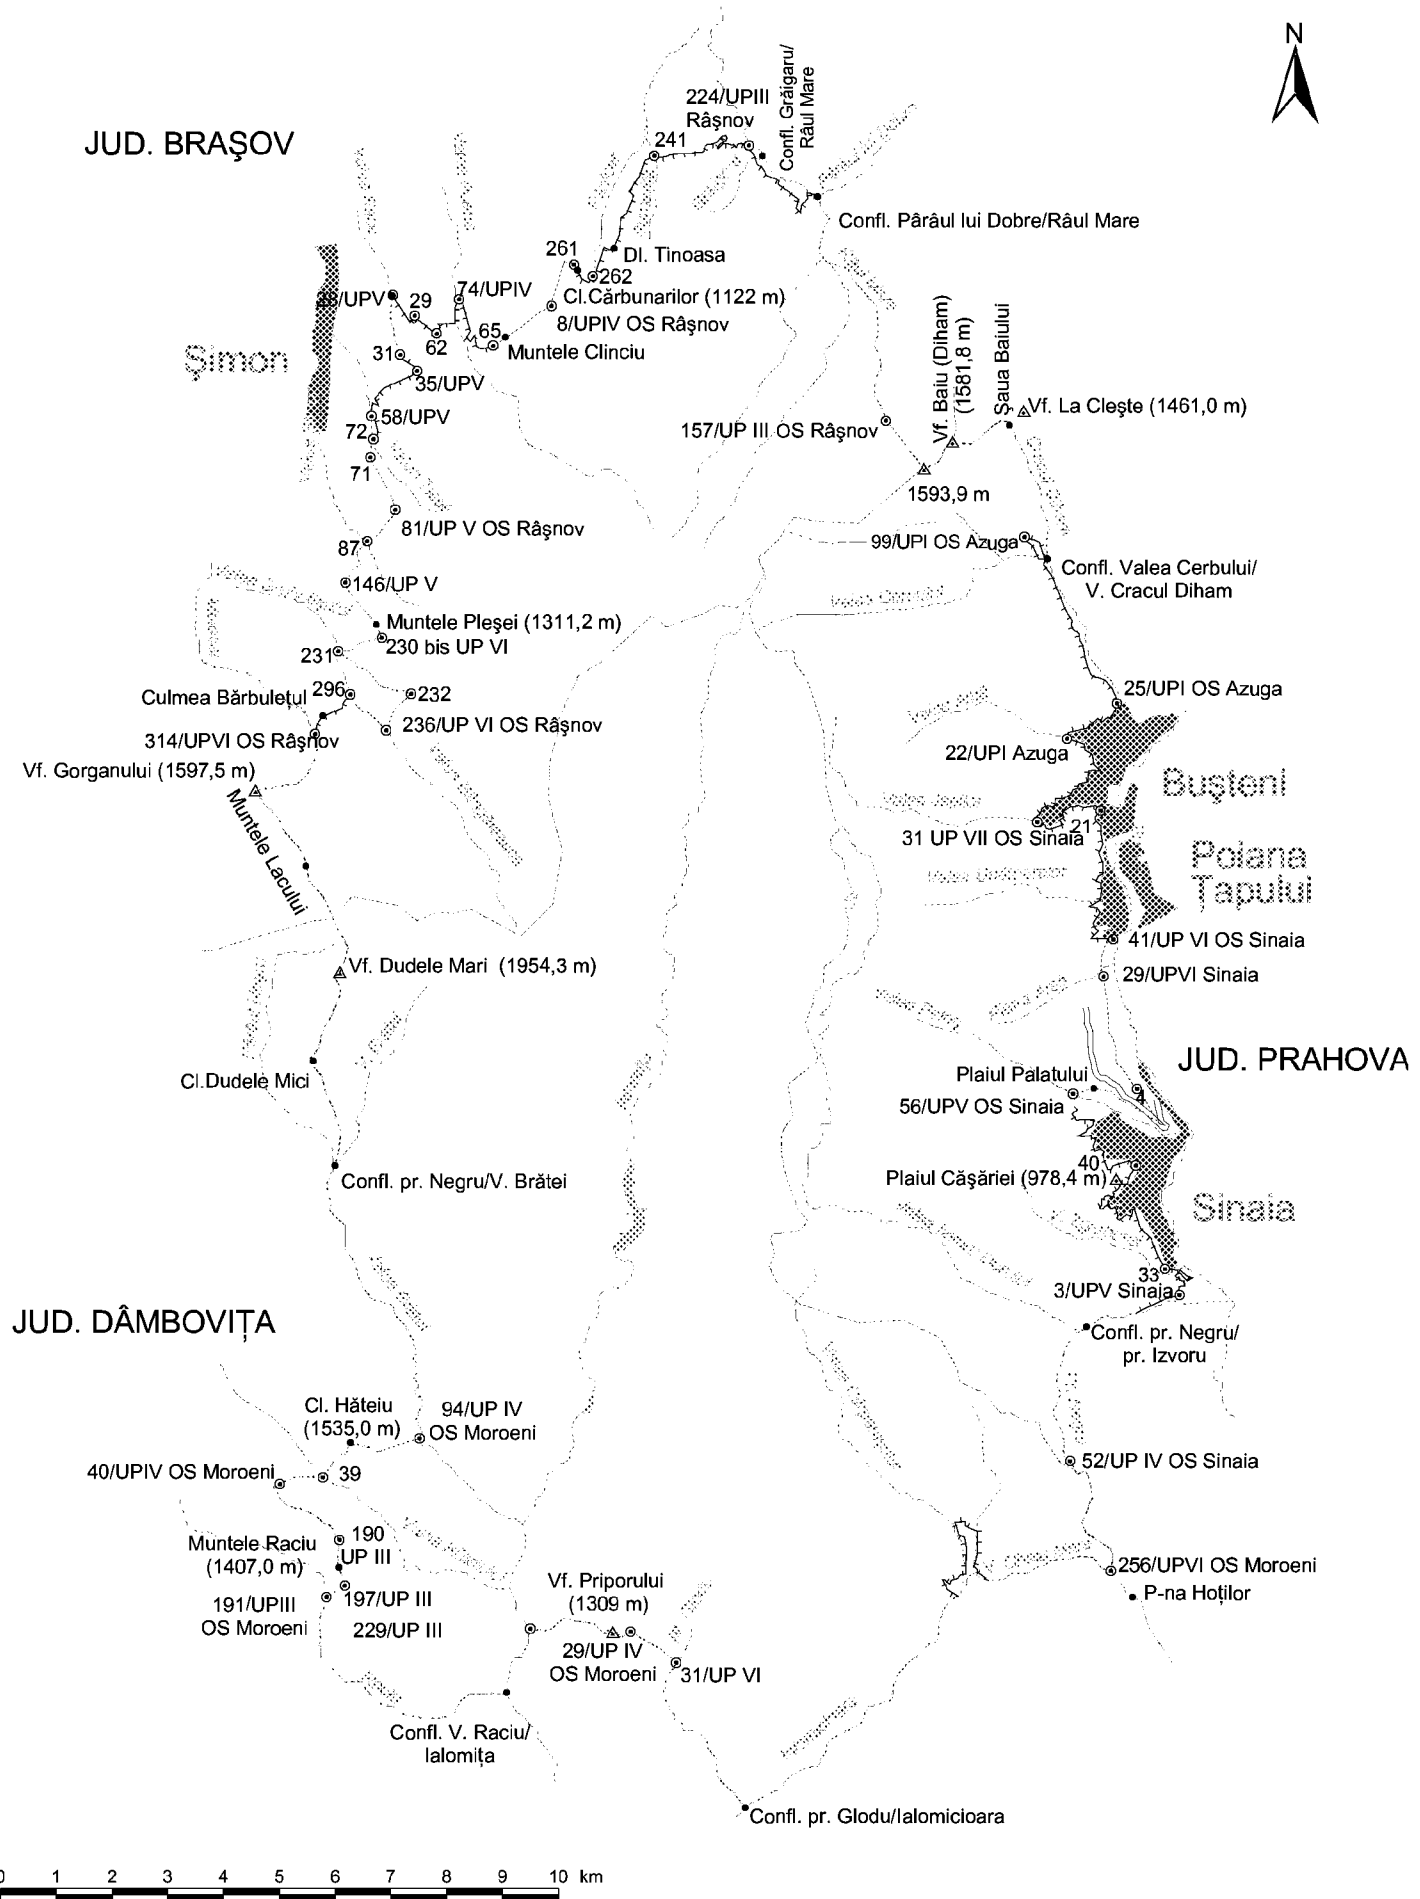 N
JUD. BRAŞOV
224/UPIII
Râşnov
Confl. Grăigaru/
Râul Mare
241
Confl. Pârâul lui Dobre/Râul Mare
261
Dl. Tinoasa
262
74/UPIV
Cl.Cărbunarilor (1122 m)
29
8/UPIV OS Râşnov
62
65
Muntele Clinciu
Şimon
31
35/UPV
58/UPV
72
71
Vf. Baiu (Diham)
(1581,8 m)
Şaua Baiului
Vf. La Cleşte (1461,0 m)
157/UP III OS Râşnov
1593,9 m
81/UP V OS Râşnov
87
99/UPI OS Azuga
Confl. Valea Cerbului/
V. Cracul Diham
146/UP V
Muntele Pleşei (1311,2 m)
230 bis UP VI
231
Culmea Bărbuleţul
296
232
25/UPI OS Azuga
236/UP VI OS Râşnov
314/UPVI OS Râşnov
22/UPI Azuga
Vf. Gorganului (1597,5 m)
Buşteni
Muntele Lacului
31 UP VII OS Sinaia
21
Poiana
Ţapului
41/UP VI OS Sinaia
Vf. Dudele Mari (1954,3 m)
29/UPVI Sinaia
JUD. PRAHOVA
Cl.Dudele Mici
Plaiul Palatului
56/UPV OS Sinaia
4
40
Plaiul Căşăriei (978,4 m)
Confl. pr. Negru/V. Brătei
Sinaia
33
3/UPV Sinaia
JUD. DÂMBOVIŢA
Confl. pr. Negru/
pr. Izvoru
Cl. Hăteiu
(1535,0 m)
94/UP IV
OS Moroeni
40/UPIV OS Moroeni
39
52/UP IV OS Sinaia
190
UP III
Muntele Raciu
(1407,0 m)
256/UPVI OS Moroeni
P-na Hoţilor
191/UPIII
OS Moroeni
197/UP III
229/UP III
Vf. Priporului
(1309 m)
29/UP IV
OS Moroeni
31/UP VI
Confl. V. Raciu/
Ialomiţa
Confl. pr. Glodu/Ialomicioara
0 1 2 3 4 5 6 7 8 9 10 km